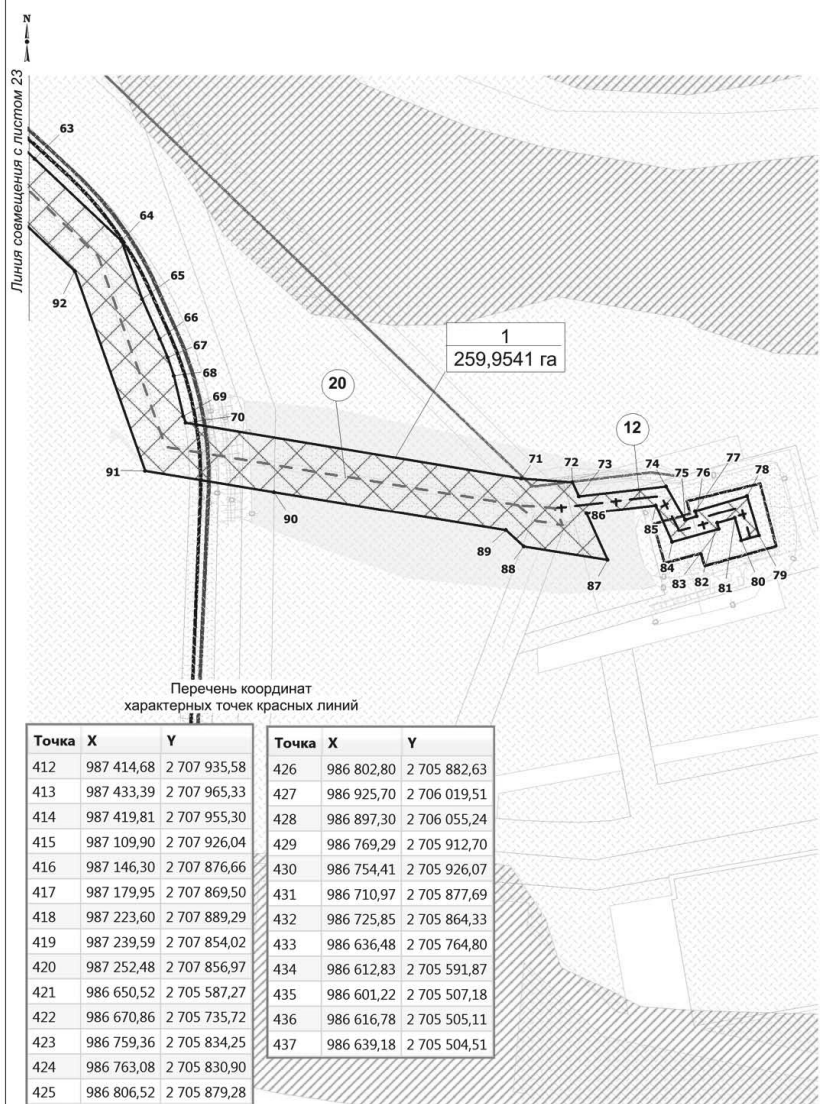 N
Линия совмещения с листом 23
63
64
65
66
67
68
69
70
92
91
90
20
1
259,9541 га
12
71
72
73
74
75
76
77
78
86
85
84
83
82
81
80
79
89
88
87
Перечень координат
характерных точек красных линий
Точка X Y
412 987 414,68 2 707 935,58
413 987 433,39 2 707 965,33
414 987 419,81 2 707 955,30
415 987 109,90 2 707 926,04
416 987 146,30 2 707 876,66
417 987 179,95 2 707 869,50
418 987 223,60 2 707 889,29
419 987 239,59 2 707 854,02
420 987 252,48 2 707 856,97
421 986 650,52 2 705 587,27
422 986 670,86 2 705 735,72
423 986 759,36 2 705 834,25
424 986 763,08 2 705 830,90
425 986 806,52 2 705 879,28
Точка X Y
426 986 802,80 2 705 882,63
427 986 925,70 2 706 019,51
428 986 897,30 2 706 055,24
429 986 769,29 2 705 912,70
430 986 754,41 2 705 926,07
431 986 710,97 2 705 877,69
432 986 725,85 2 705 864,33
433 986 636,48 2 705 764,80
434 986 612,83 2 705 591,87
435 986 601,22 2 705 507,18
436 986 616,78 2 705 505,11
437 986 639,18 2 705 504,51